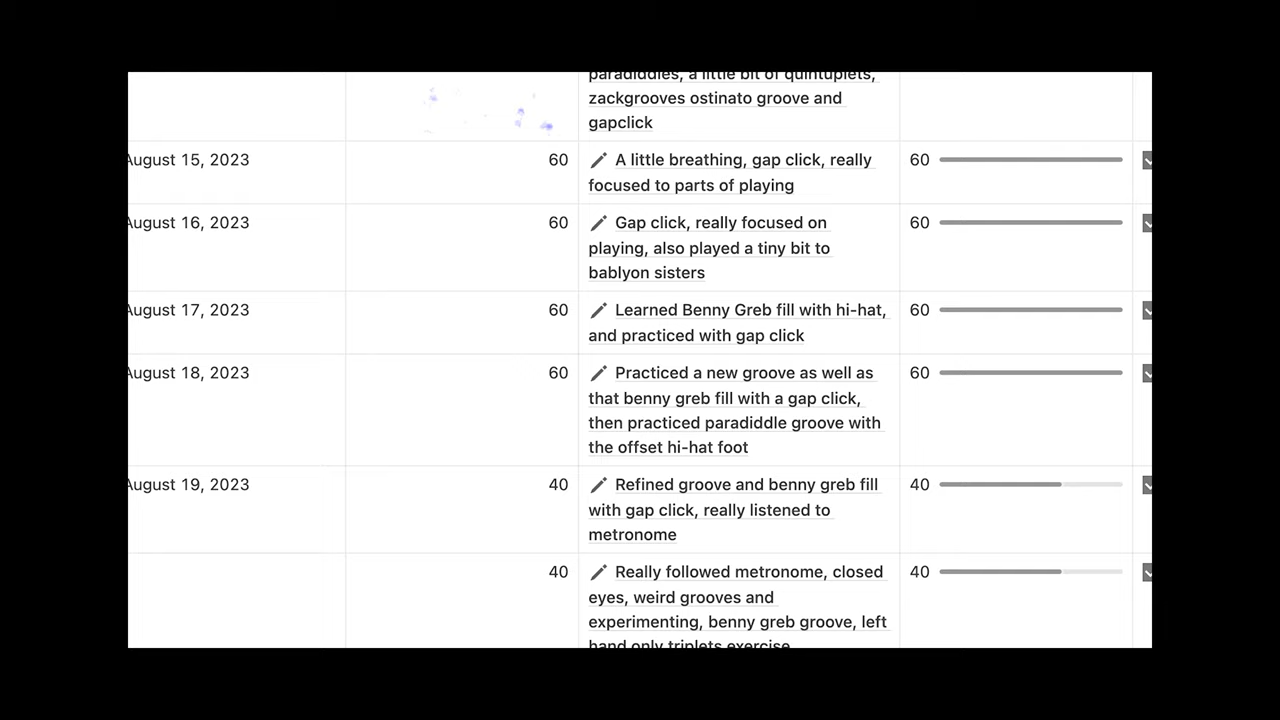 paradiddles, a little bit of quintuplets,
zackgrooves ostinato groove and
gapclick
August 15, 2023
60
A little breathing, gap click, really
focused to parts of playing
60
August 16, 2023
60
Gap click, really focused on
playing, also played a tiny bit to
bablyon sisters
60
August 17, 2023
60
Learned Benny Greb fill with hi-hat,
and practiced with gap click
60
August 18, 2023
60
Practiced a new groove as well as
that benny greb fill with a gap click,
then practiced paradiddle groove with
the offset hi-hat foot
60
August 19, 2023
40
Refined groove and benny greb fill
with gap click, really listened to
metronome
40
40
Really followed metronome, closed
eyes, weird grooves and
experimenting, benny greb groove, left
hand only triplets exercise
40